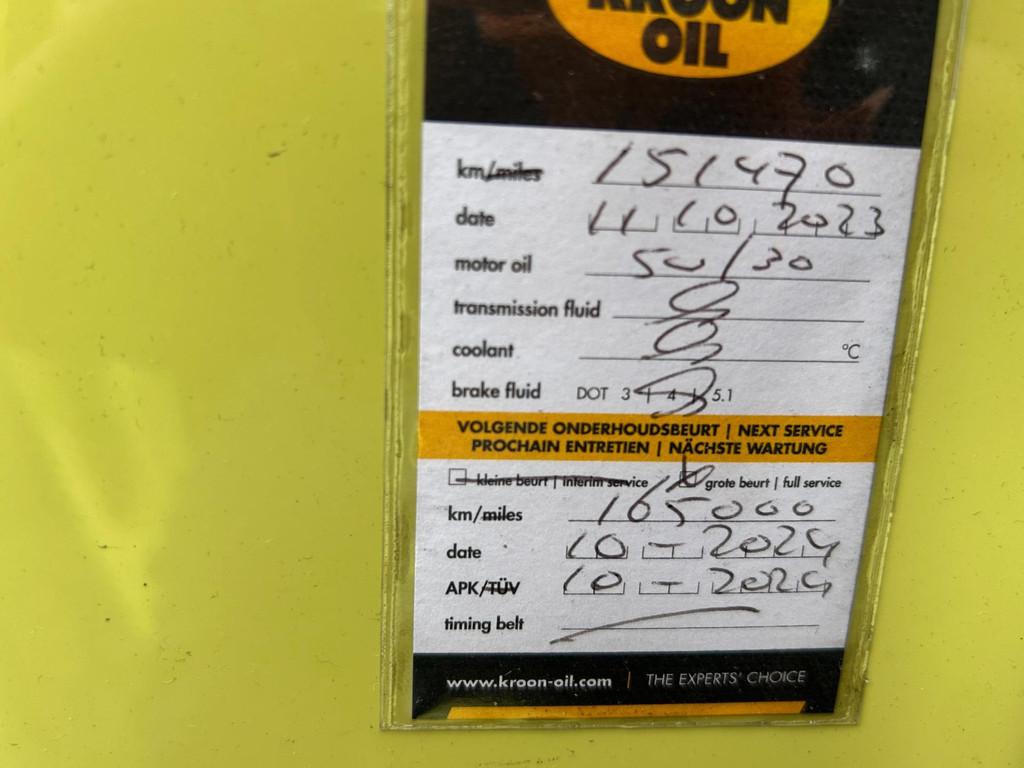 KROON
OIL
km/miles 151470
date 11 10 2023
motor oil 50/30
transmission fluid
coantant °C
brake fluid DOT 3 4 5.1
VOLGENDE ONDERHOUDSBEURT | NEXT SERVICE
PROCHAIN ENTRETIEN | NÄCHSTE WARTUNG
kleine beurt | interim service grote beurt | full service
km/miles 165000
date 10 - 2024
APK/TÜV 10 - 2024
timing belt
www.kroon-oil.com | THE EXPERTS' CHOICE